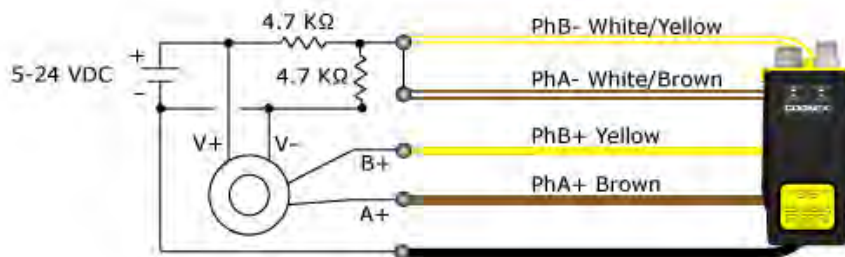 4.7 KΩ
PhB- White/Yellow
+
5-24 VDC
-
4.7 KΩ
PhA- White/Brown
COGNEX
V+
V-
B+
PhB+ Yellow
A+
PhA+ Brown